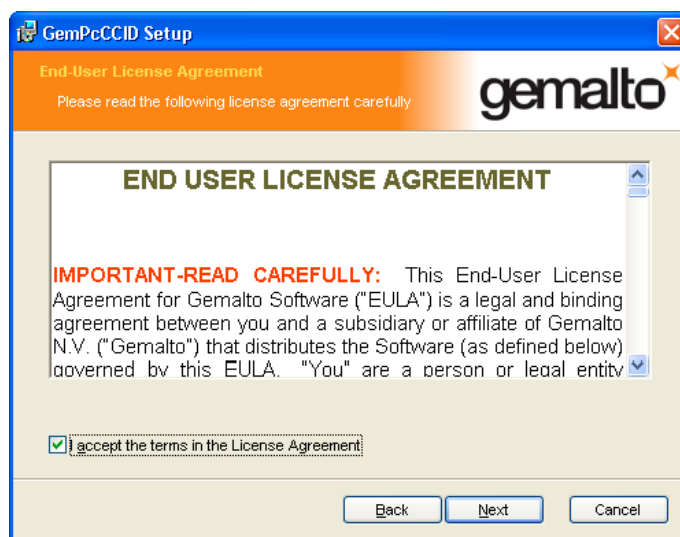 GemPcCCID Setup
End-User License Agreement
Please read the following license agreement carefully
gemalto
END USER LICENSE AGREEMENT
IMPORTANT-READ CAREFULLY: This End-User License
Agreement for Gemalto Software ("EULA") is a legal and binding
agreement between you and a subsidiary or affiliate of Gemalto
N.V. ("Gemalto") that distributes the Software (as defined below)
governed by this EULA. "You" are a person or legal entity
I accept the terms in the License Agreement
Back Next Cancel